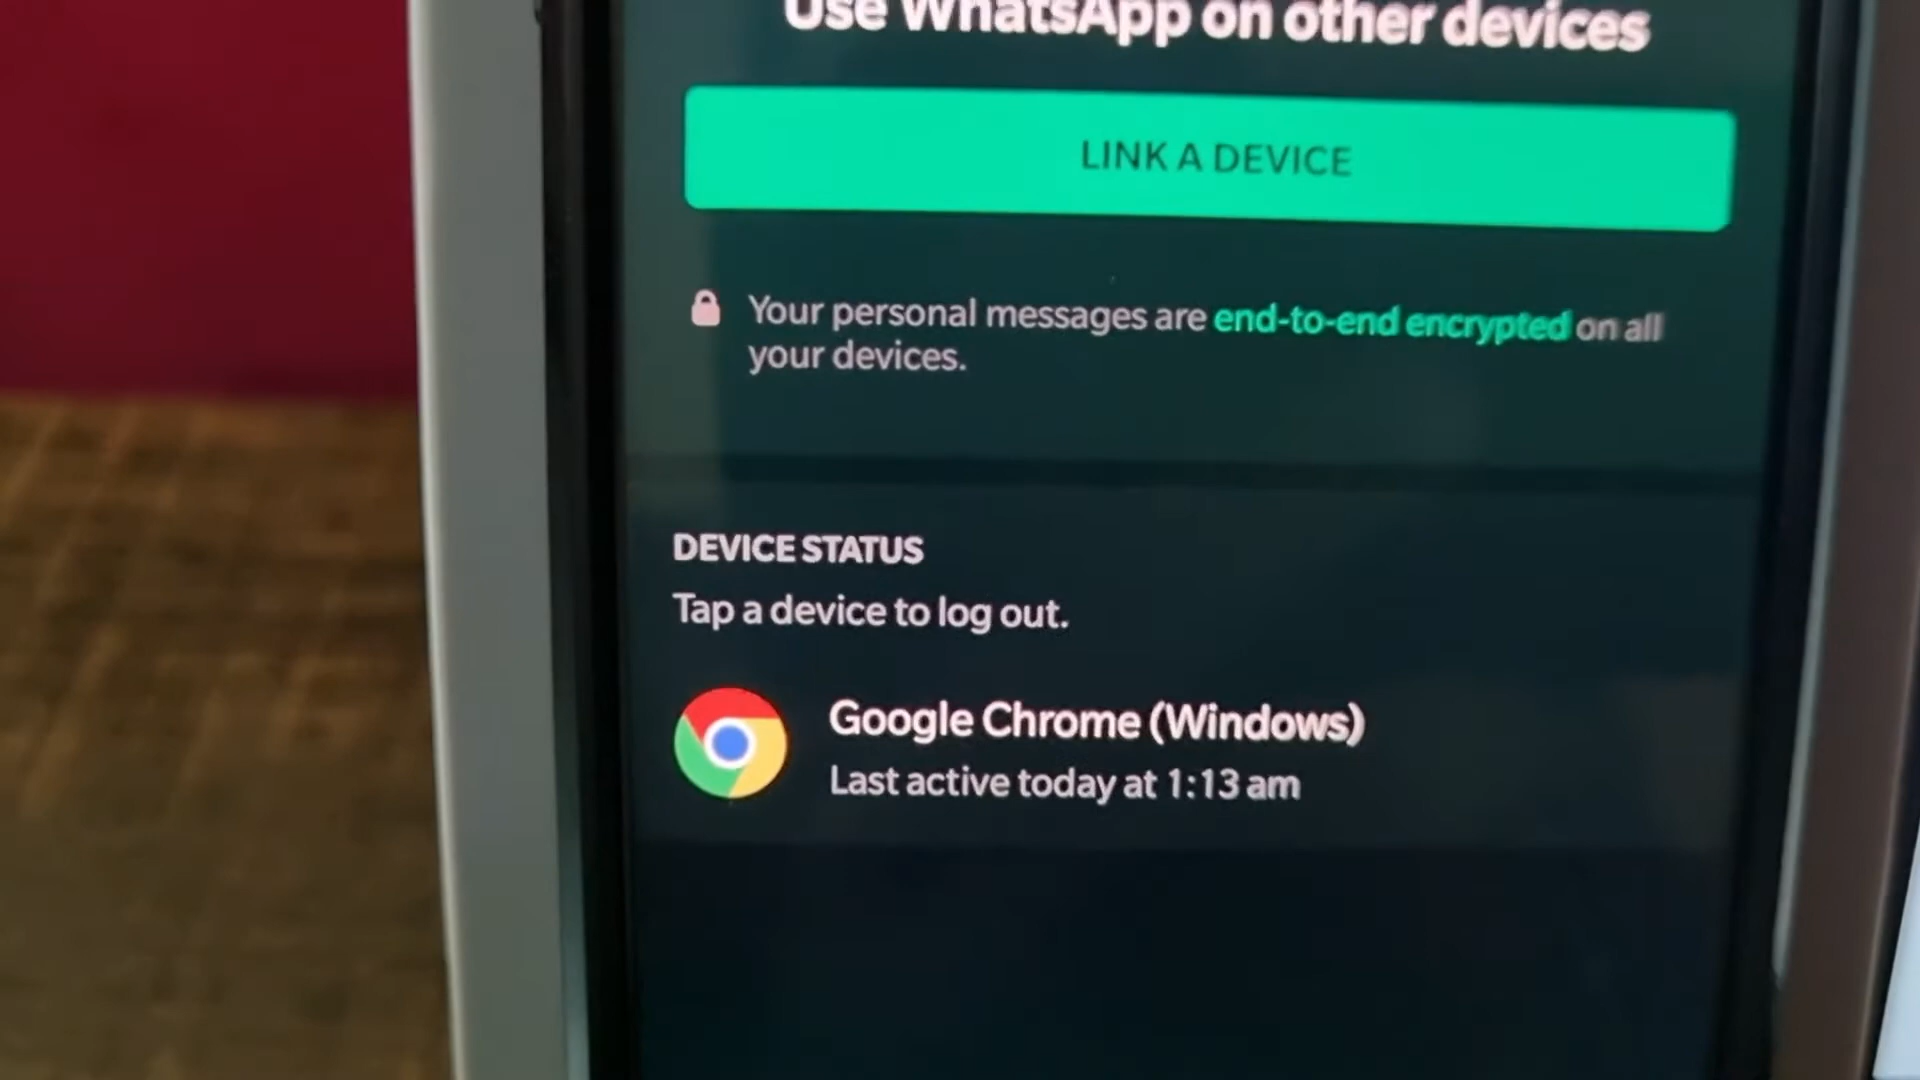 Use WhatsApp on other devices
LINK A DEVICE
Your personal messages are end-to-end encrypted on all
your devices.
DEVICE STATUS
Tap a device to log out.
Google Chrome (Windows)
Last active today at 1:13 am